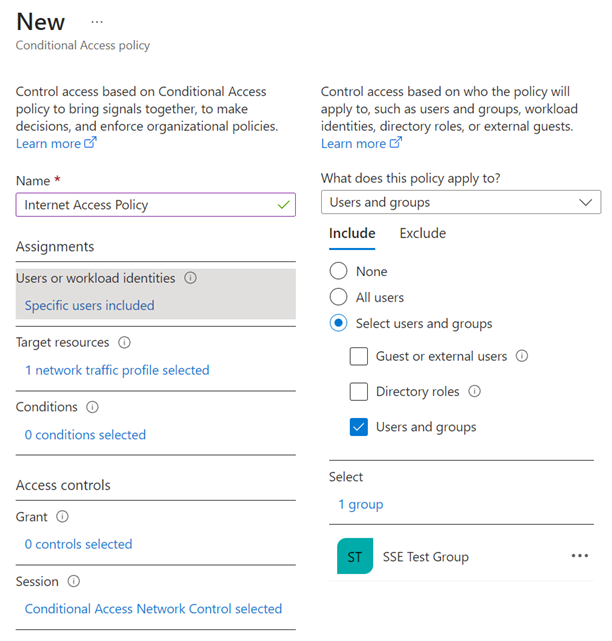 New ...
Conditional Access policy
Control access based on Conditional Access
policy to bring signals together, to make
decisions, and enforce organizational policies.
Learn more
Name *
Internet Access Policy
Assignments
Users or workload identities
Specific users included
Target resources
1 network traffic profile selected
Conditions
0 conditions selected
Access controls
Grant
0 controls selected
Session
Conditional Access Network Control selected
Control access based on who the policy will
apply to, such as users and groups, workload
identities, directory roles, or external guests.
Learn more
What does this policy apply to?
Users and groups
Include Exclude
None
All users
Select users and groups
Guest or external users
Directory roles
Users and groups
Select
1 group
ST SSE Test Group